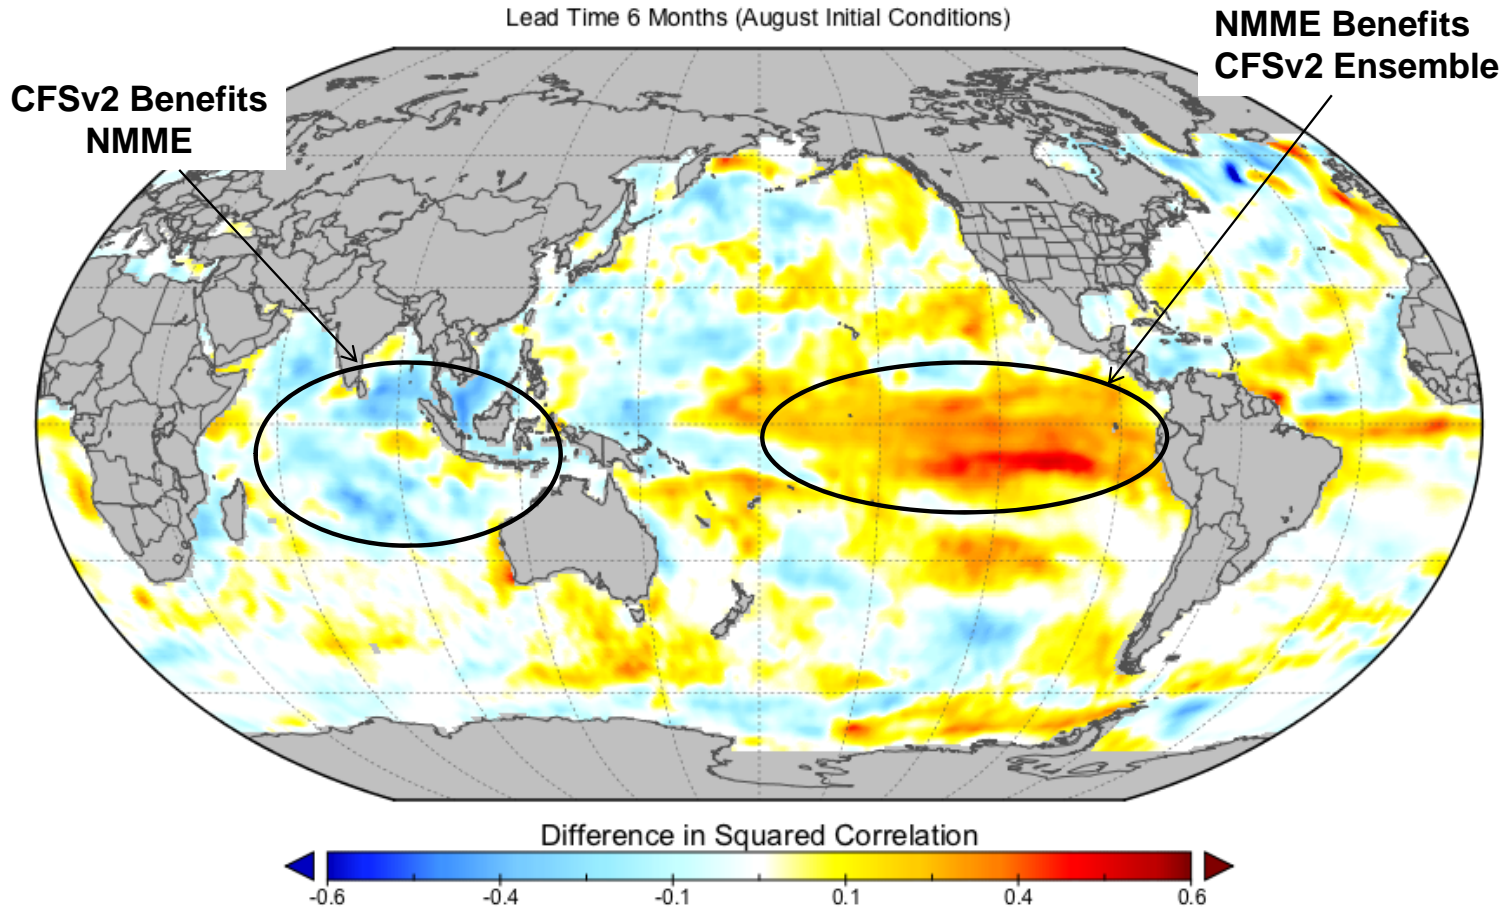 Lead Time 6 Months (August Initial Conditions)
NMME Benefits
CFSv2 Ensemble
CFSv2 Benefits
NMME
Difference in Squared Correlation
-0.6 -0.4 -0.1 0.1 0.4 0.6